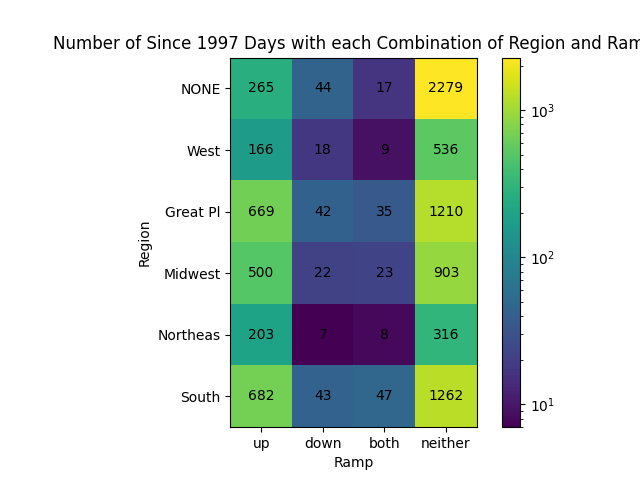 Number of Since 1997 Days with each Combination of Region and Ram
NONE 265 44 17 2279
West 166 18 9 536
Great Pl 669 42 35 1210
Midwest 500 22 23 903
Northeas 203 7 8 316
South 682 43 47 1262
up down both neither
Ramp
Region
10³
10²
10¹